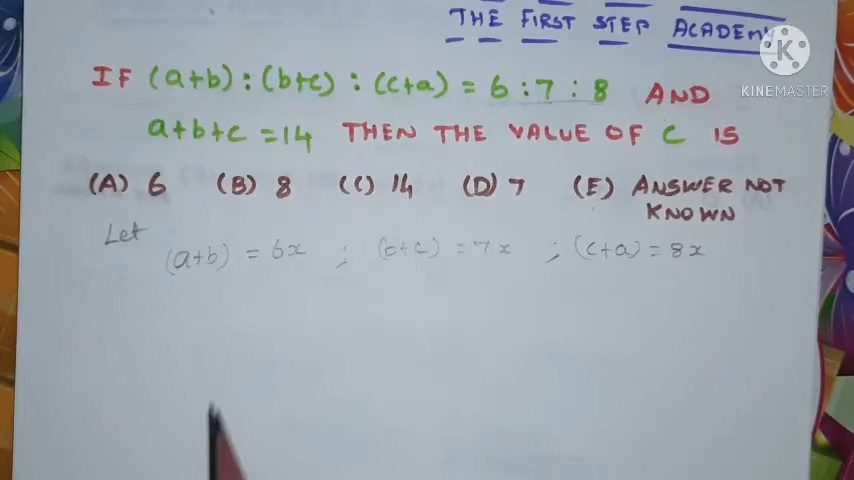 THE FIRST STEP ACADEMY
KINEMASTER
IF (a+b) : (b+c) : (c+a) = 6 : 7 : 8 AND
a+b+c = 14 THEN THE VALUE OF C IS
(A) 6 (B) 8 (C) 14 (D) 7 (E) ANSWER NOT
KNOWN
Let
(a+b) = 6x ; (b+c) = 7x ; (c+a) = 8x